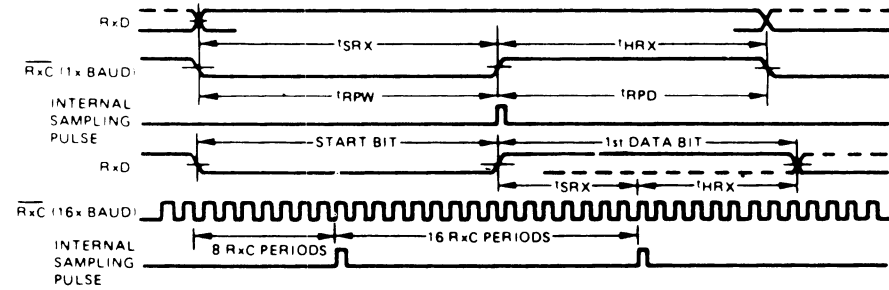 RxD
tSRX
tHRX
RxC (1x BAUD)
tRPW
tRPD
INTERNAL
SAMPLING
PULSE
START BIT
1st DATA BIT
RxD
tSRX
tHRX
RxC (16x BAUD)
8 RxC PERIODS
16 RxC PERIODS
INTERNAL
SAMPLING
PULSE